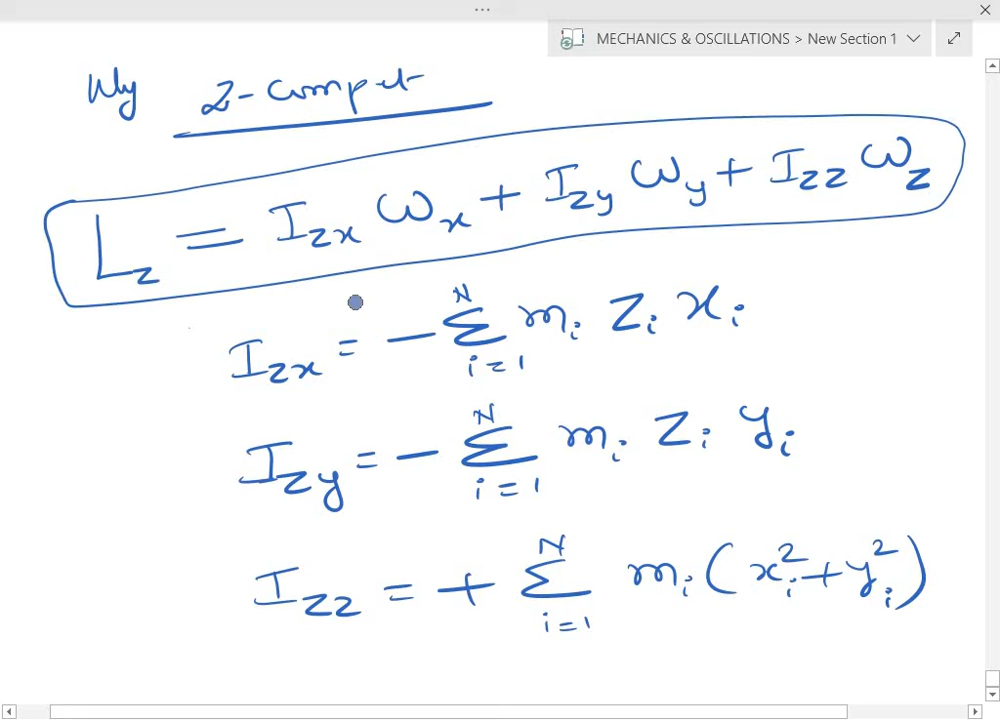 ...
MECHANICS & OSCILLATIONS > New Section 1
lly z-compt
L_z = I_zx ω_x + I_zy ω_y + I_zz ω_z
I_zx = - Σ_{i=1}^{N} m_i z_i x_i
I_zy = - Σ_{i=1}^{N} m_i z_i y_i
I_zz = + Σ_{i=1}^{N} m_i (x_i^2 + y_i^2)